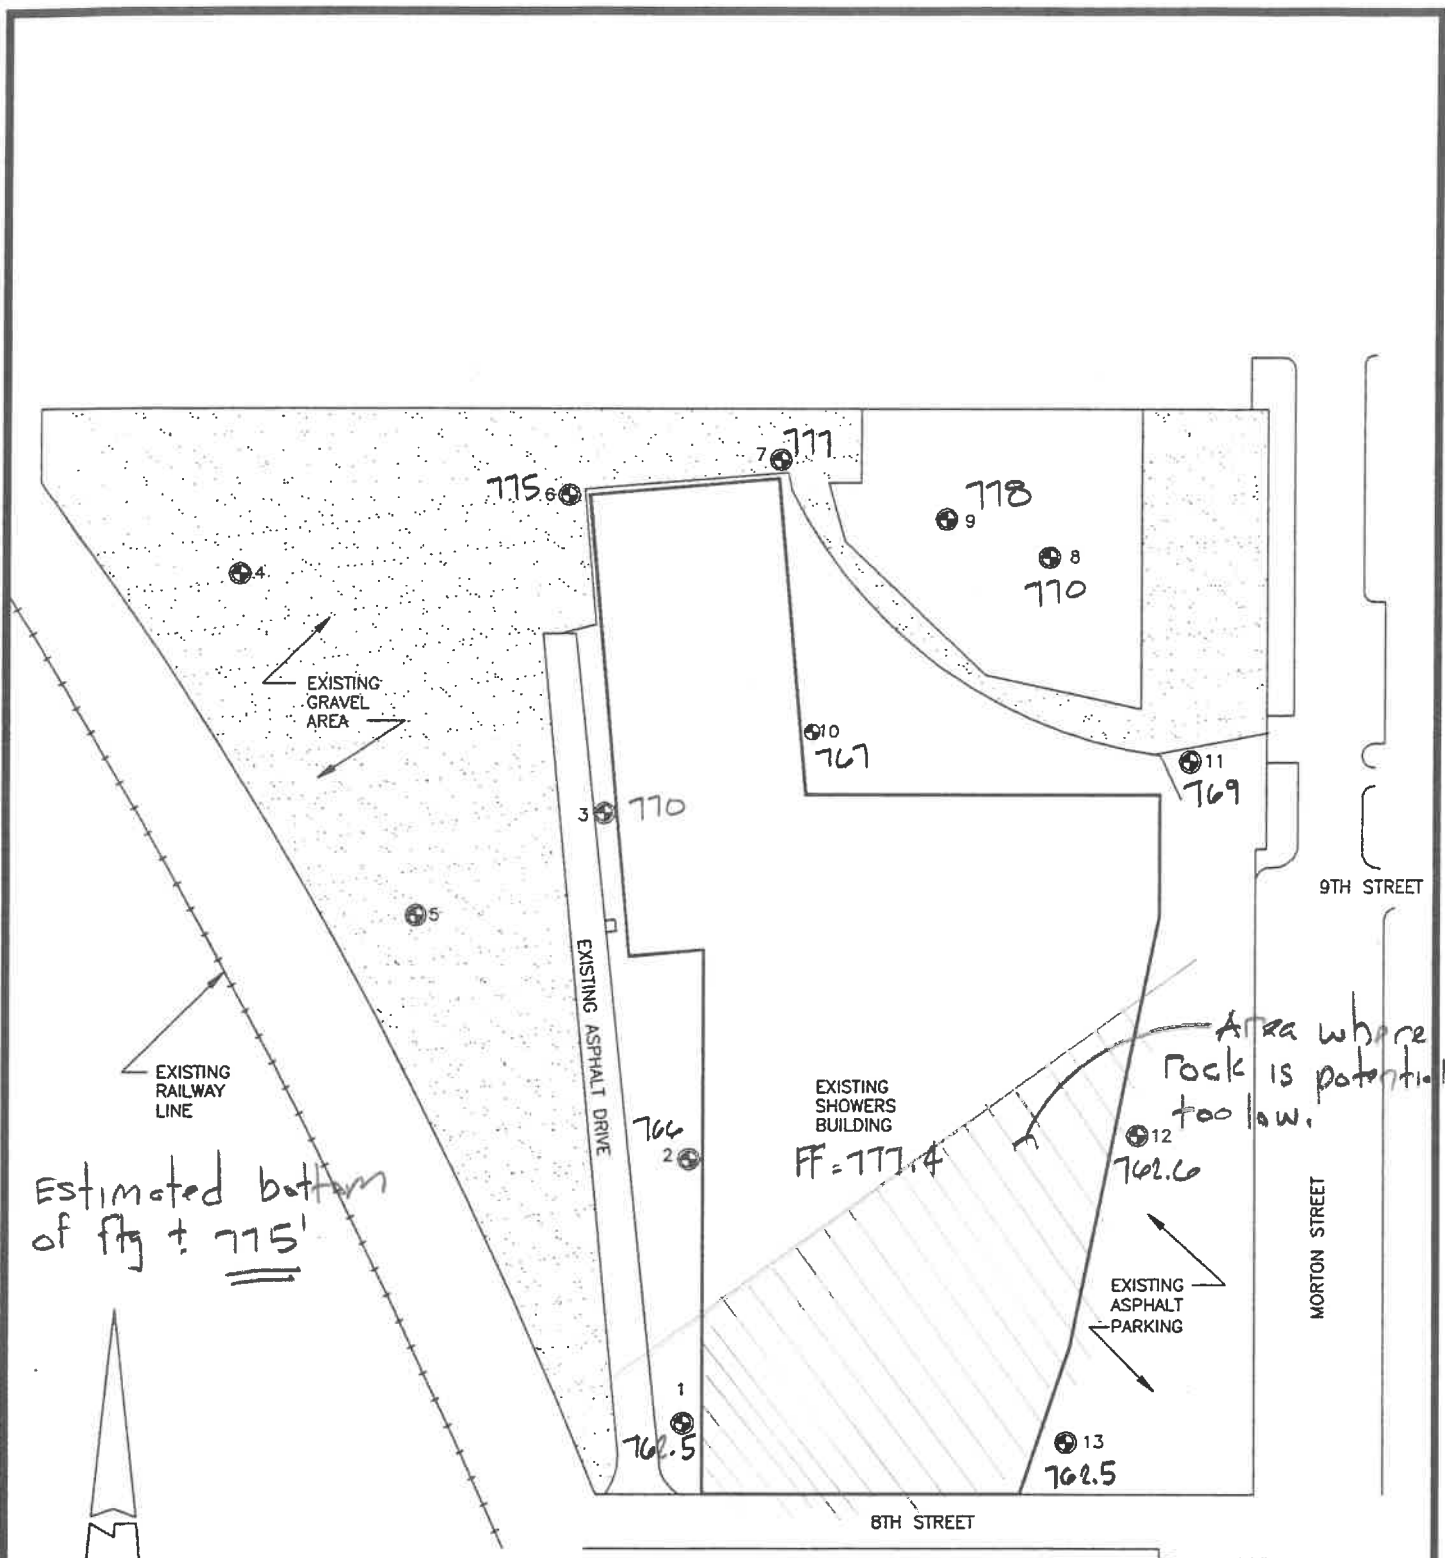 7 777
775 6
778
9
8
770
4
EXISTING
GRAVEL
AREA
10
767
11
769
3 770
9TH STREET
5
EXISTING ASPHALT DRIVE
Area where
rock is potential
too low.
EXISTING
RAILWAY
LINE
EXISTING
SHOWERS
BUILDING
FF=777.4
766
2
12
762.6
Estimated bottom
of ftg ± 775'
MORTON STREET
EXISTING
ASPHALT
PARKING
1
762.5
13
762.5
8TH STREET
N